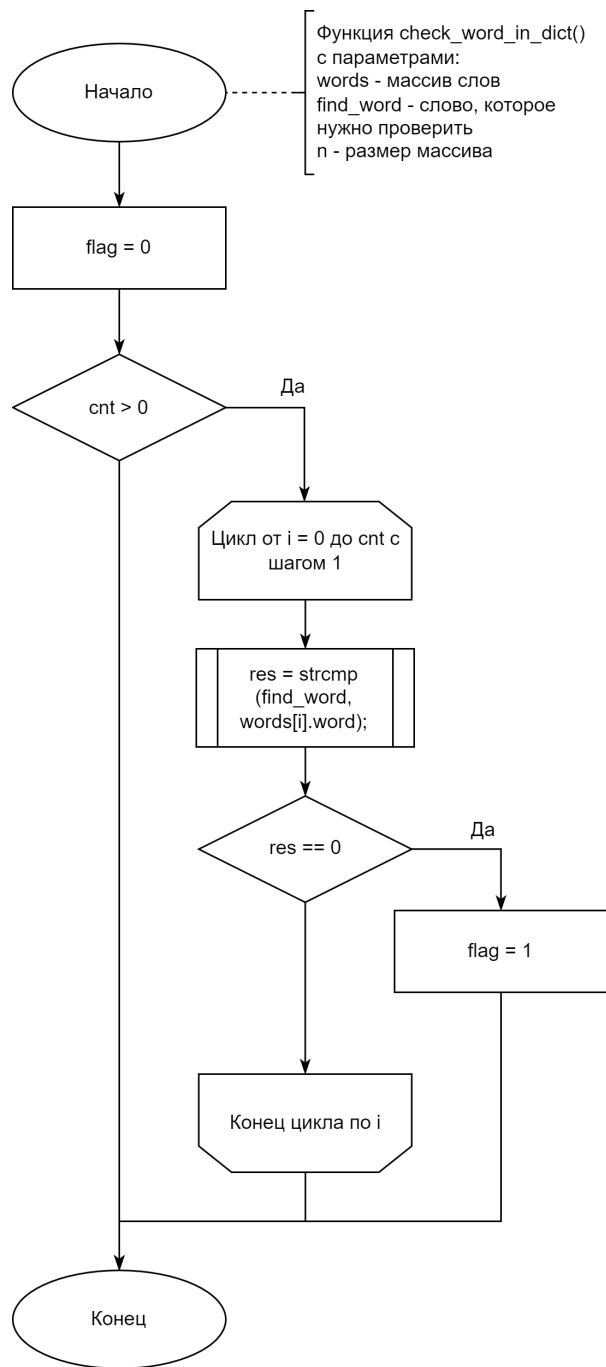 Начало
Функция check_word_in_dict()
с параметрами:
words - массив слов
find_word - слово, которое
нужно проверить
n - размер массива
flag = 0
cnt > 0
Да
Цикл от i = 0 до cnt с
шагом 1
res = strcmp
(find_word,
words[i].word);
res == 0
Да
flag = 1
Конец цикла по i
Конец